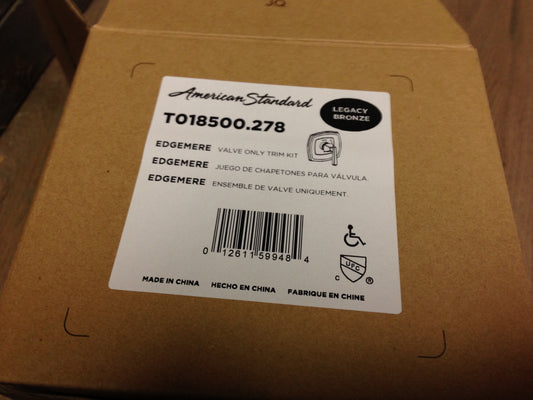 American Standard
LEGACY
BRONZE
T018500.278
EDGEMERE VALVE ONLY TRIM KIT
EDGEMERE JUEGO DE CHAPETONES PARA VÁLVULA
EDGEMERE ENSEMBLE DE VALVE UNIQUEMENT.
0 12611 59948 4
C UPC ®
MADE IN CHINA HECHO EN CHINA FABRIQUE EN CHINE